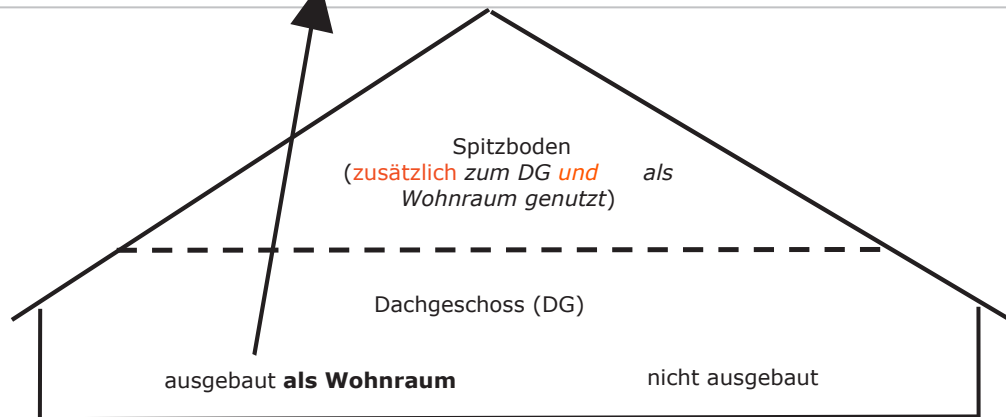 Spitzboden
(zusätzlich zum DG und als
Wohnraum genutzt)
Dachgeschoss (DG)
ausgebaut als Wohnraum
nicht ausgebaut